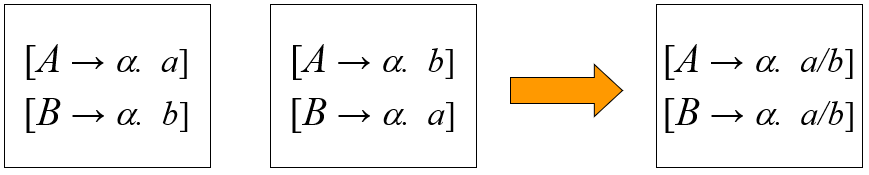 [A → α. a]
[B → α. b]
[A → α. b]
[B → α. a]
[A → α. a/b]
[B → α. a/b]